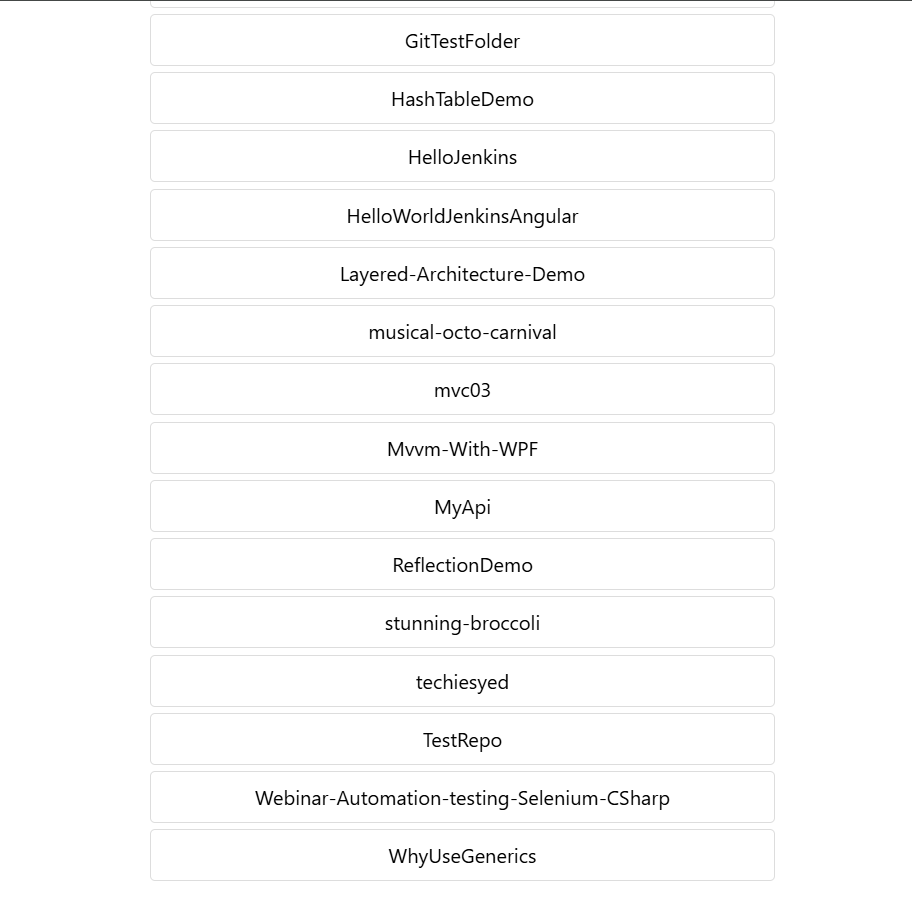 GitTestFolder
HashTableDemo
HelloJenkins
HelloWorldJenkinsAngular
Layered-Architecture-Demo
musical-octo-carnival
mvc03
Mvvm-With-WPF
MyApi
ReflectionDemo
stunning-broccoli
techiesyed
TestRepo
Webinar-Automation-testing-Selenium-CSharp
WhyUseGenerics